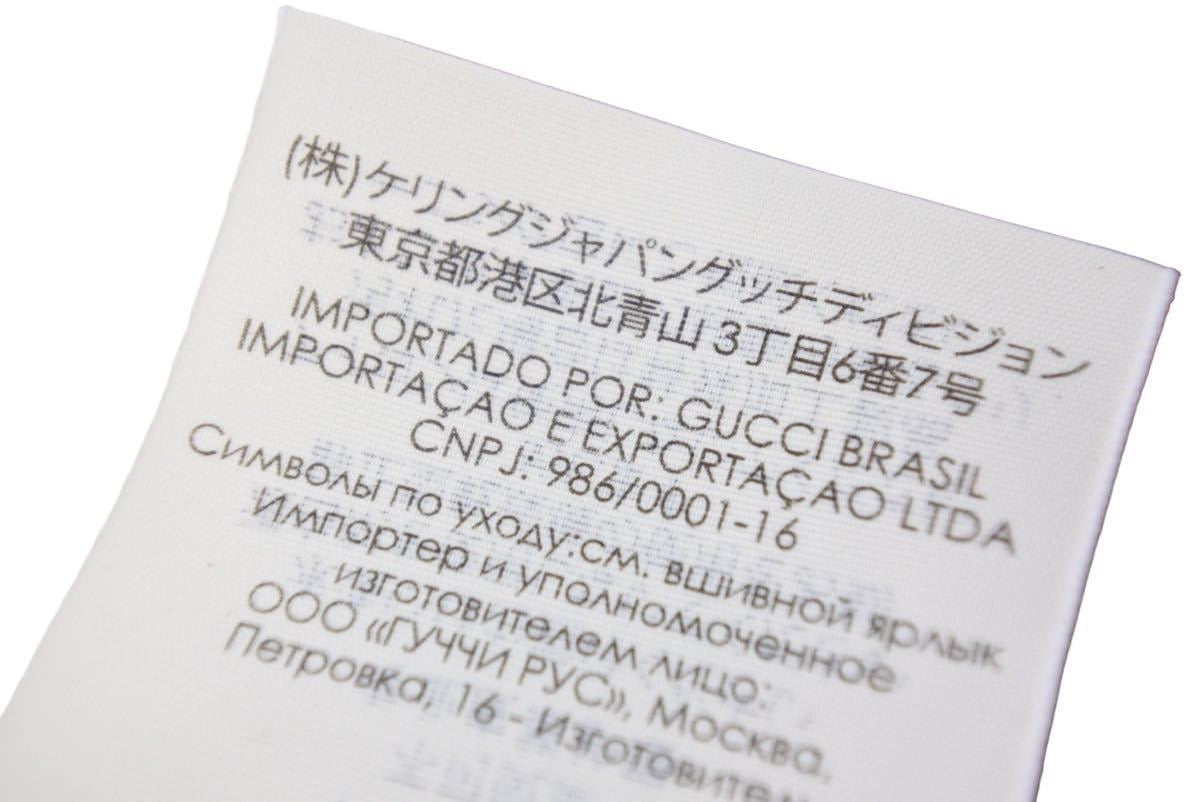 (株)ケリングジャパングッチディビジョン
東京都港区北青山3丁目6番7号
IMPORTADO POR: GUCCI BRASIL
IMPORTAÇAO E EXPORTAÇAO LTDA
CNPJ: 986/0001-16
Символы по уходу:см. вшивной ярлык
Импортер и уполномоченное
изготовителем лицо:
ООО «ГУЧЧИ РУС», Москва,
Петровка, 16 - Изготовител